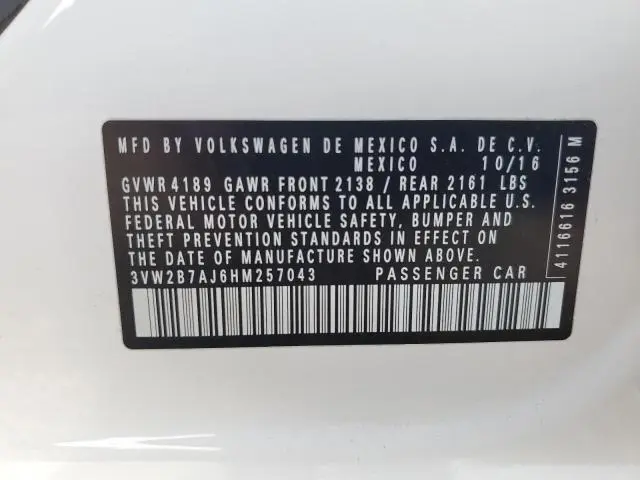 MFD BY VOLKSWAGEN DE MEXICO S.A. DE C.V.
MEXICO 10/16
GVWR 4189 GAWR FRONT 2138 / REAR 2161 LBS
THIS VEHICLE CONFORMS TO ALL APPLICABLE U.S.
FEDERAL MOTOR VEHICLE SAFETY, BUMPER AND
THEFT PREVENTION STANDARDS IN EFFECT ON
THE DATE OF MANUFACTURE SHOWN ABOVE.
3VW2B7AJ6HM257043 PASSENGER CAR
4116616 3156 M